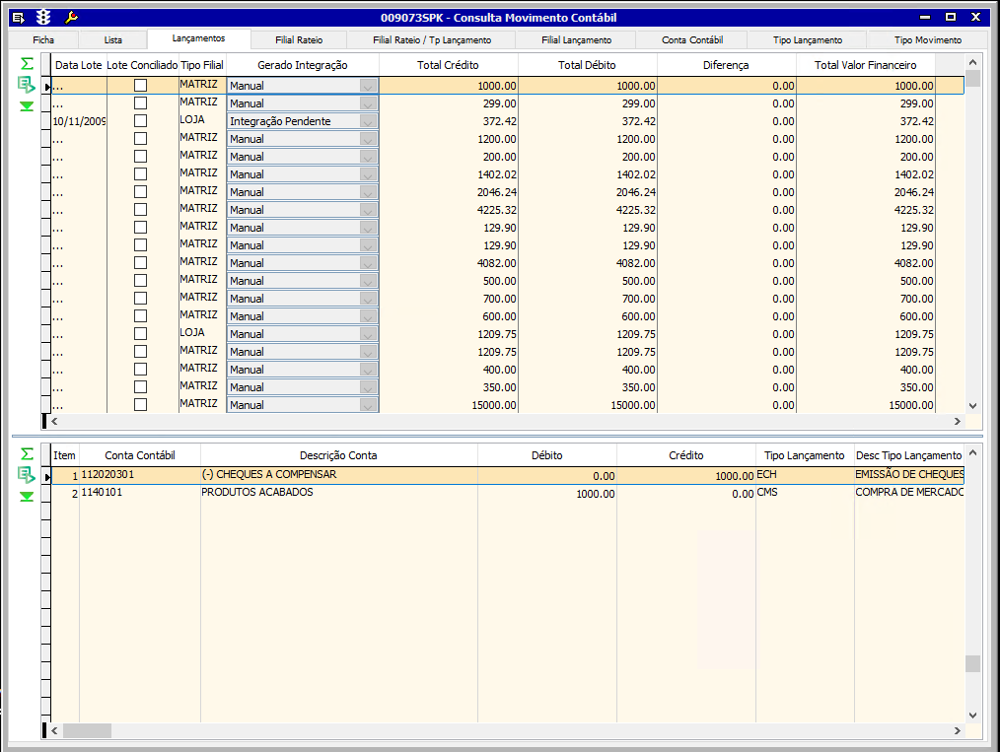 009073SPK - Consulta Movimento Contábil
Ficha Lista Lançamentos Filial Rateio Filial Rateio / Tp Lançamento Filial Lançamento Conta Contábil Tipo Lançamento Tipo Movimento
Data Lote Lote Conciliado Tipo Filial Gerado Integração Total Crédito Total Débito Diferença Total Valor Financeiro
... MATRIZ Manual 1000.00 1000.00 0.00 1000.00
... MATRIZ Manual 299.00 299.00 0.00 299.00
10/11/2009 LOJA Integração Pendente 372.42 372.42 0.00 372.42
... MATRIZ Manual 1200.00 1200.00 0.00 1200.00
... MATRIZ Manual 200.00 200.00 0.00 200.00
... MATRIZ Manual 1402.02 1402.02 0.00 1402.02
... MATRIZ Manual 2046.24 2046.24 0.00 2046.24
... MATRIZ Manual 4225.32 4225.32 0.00 4225.32
... MATRIZ Manual 129.90 129.90 0.00 129.90
... MATRIZ Manual 129.90 129.90 0.00 129.90
... MATRIZ Manual 4082.00 4082.00 0.00 4082.00
... MATRIZ Manual 500.00 500.00 0.00 500.00
... MATRIZ Manual 700.00 700.00 0.00 700.00
... MATRIZ Manual 600.00 600.00 0.00 600.00
... LOJA Manual 1209.75 1209.75 0.00 1209.75
... MATRIZ Manual 1209.75 1209.75 0.00 1209.75
... MATRIZ Manual 400.00 400.00 0.00 400.00
... MATRIZ Manual 350.00 350.00 0.00 350.00
... MATRIZ Manual 15000.00 15000.00 0.00 15000.00
Item Conta Contábil Descrição Conta Débito Crédito Tipo Lançamento Desc Tipo Lançamento
1 112020301 (-) CHEQUES A COMPENSAR 0.00 1000.00 ECH EMISSÃO DE CHEQUES
2 1140101 PRODUTOS ACABADOS 1000.00 0.00 CMS COMPRA DE MERCADO